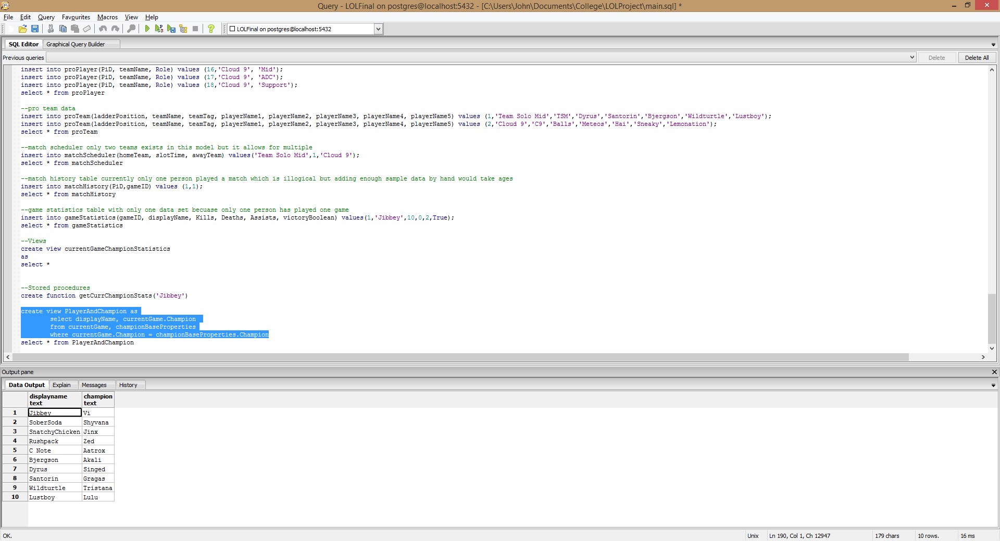 Query - LOLFinal on postgres@localhost:5432 - [C:\Users\John\Documents\College\LOLProject\main.sql] *
File Edit Query Favourites Macros View Help
LOLFinal on postgres@localhost:5432
SQL Editor Graphical Query Builder
Previous queries Delete Delete All
insert into proPlayer(PiD, teamName, Role) values (16,'Cloud 9', 'Mid');
insert into proPlayer(PiD, teamName, Role) values (17,'Cloud 9', 'ADC');
insert into proPlayer(PiD, teamName, Role) values (18,'Cloud 9', 'Support');
select * from proPlayer
--pro team data
insert into proTeam(ladderPosition, teamName, teamTag, playerName1, playerName2, playerName3, playerName4, playerName5) values (1,'Team Solo Mid','TSM','Dyrus','Santorin','Bjergson','Wildturtle','Lustboy');
insert into proTeam(ladderPosition, teamName, teamTag, playerName1, playerName2, playerName3, playerName4, playerName5) values (2,'Cloud 9','C9','Balls','Meteos','Hai','Sneaky','Lemonation');
select * from proTeam
--match scheduler only two teams exists in this model but it allows for multiple
insert into matchScheduler(homeTeam, slotTime, awayTeam) values('Team Solo Mid',1,'Cloud 9');
select * from matchScheduler
--match history table currently only one person played a match which is illogical but adding enough sample data by hand would take ages
insert into matchHistory(PiD,gameID) values (1,1);
select * from matchHistory
--game statistics table with only one data set becuase only one person has played one game
insert into gameStatistics(gameID, displayName, Kills, Deaths, Assists, victoryBoolean) values(1,'Jibbey',10,0,2,True);
select * from gameStatistics
--Views
create view currentGameChampionStatistics
as
select *
--Stored procedures
create function getCurrChampionStats('Jibbey')
create view PlayerAndChampion as
select displayName, currentGame.Champion
from currentGame, championBaseProperties
where currentGame.Champion = championBaseProperties.Champion
select * from PlayerAndChampion
Output pane
Data Output Explain Messages History
displayname champion
text text
1 Jibbey Vi
2 SoberSoda Shyvana
3 SnatchyChicken Jinx
4 Rushpack Zed
5 C Note Aatrox
6 Bjergson Akali
7 Dyrus Singed
8 Santorin Gragas
9 Wildturtle Tristana
10 Lustboy Lulu
OK. Unix Ln 190, Col 1, Ch 12947 179 chars 10 rows. 16 ms